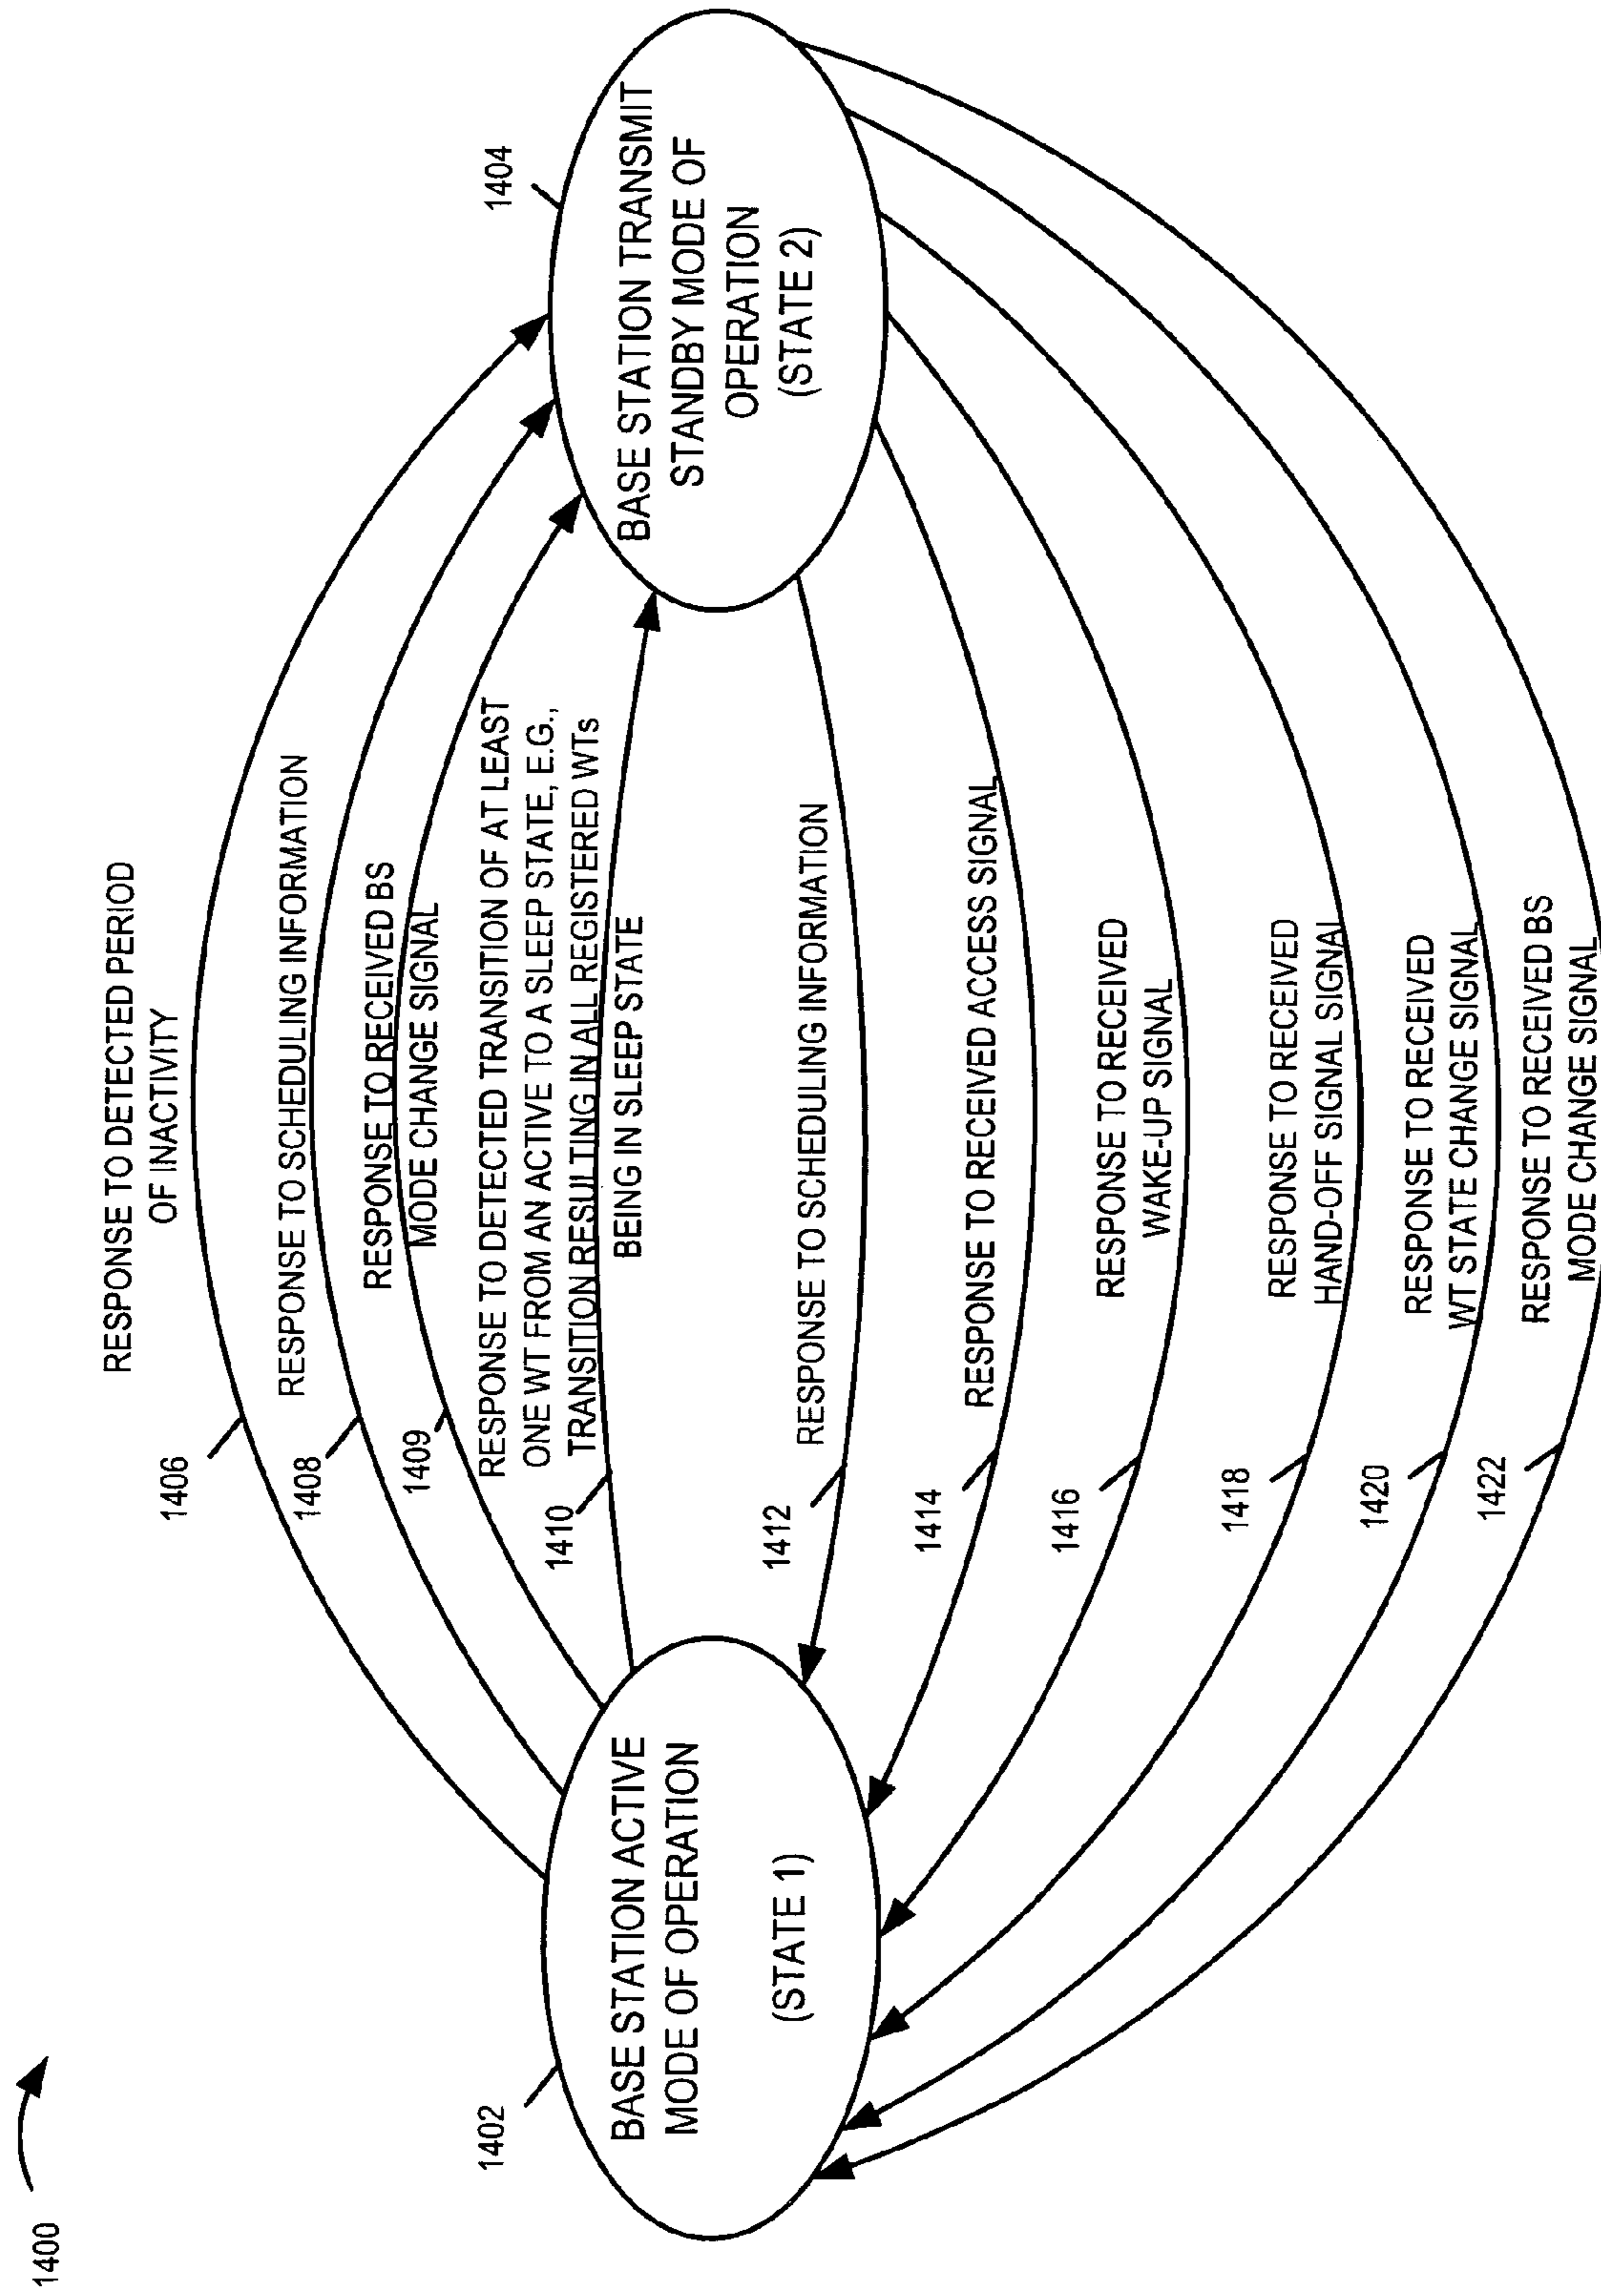 1400
RESPONSE TO DETECTED PERIOD
OF INACTIVITY
1406
RESPONSE TO SCHEDULING INFORMATION
1408
RESPONSE TO RECEIVED BS
MODE CHANGE SIGNAL
1409
RESPONSE TO DETECTED TRANSITION OF AT LEAST
ONE WT FROM AN ACTIVE TO A SLEEP STATE, E.G.,
TRANSITION RESULTING IN ALL REGISTERED WTs
BEING IN SLEEP STATE
1410
1402
BASE STATION ACTIVE
MODE OF OPERATION
(STATE 1)
1404
BASE STATION TRANSMIT
STANDBY MODE OF
OPERATION
(STATE 2)
RESPONSE TO SCHEDULING INFORMATION
1412
RESPONSE TO RECEIVED ACCESS SIGNAL
1414
RESPONSE TO RECEIVED
WAKE-UP SIGNAL
1416
RESPONSE TO RECEIVED
HAND-OFF SIGNAL SIGNAL
1418
RESPONSE TO RECEIVED
WT STATE CHANGE SIGNAL
1420
RESPONSE TO RECEIVED BS
MODE CHANGE SIGNAL
1422